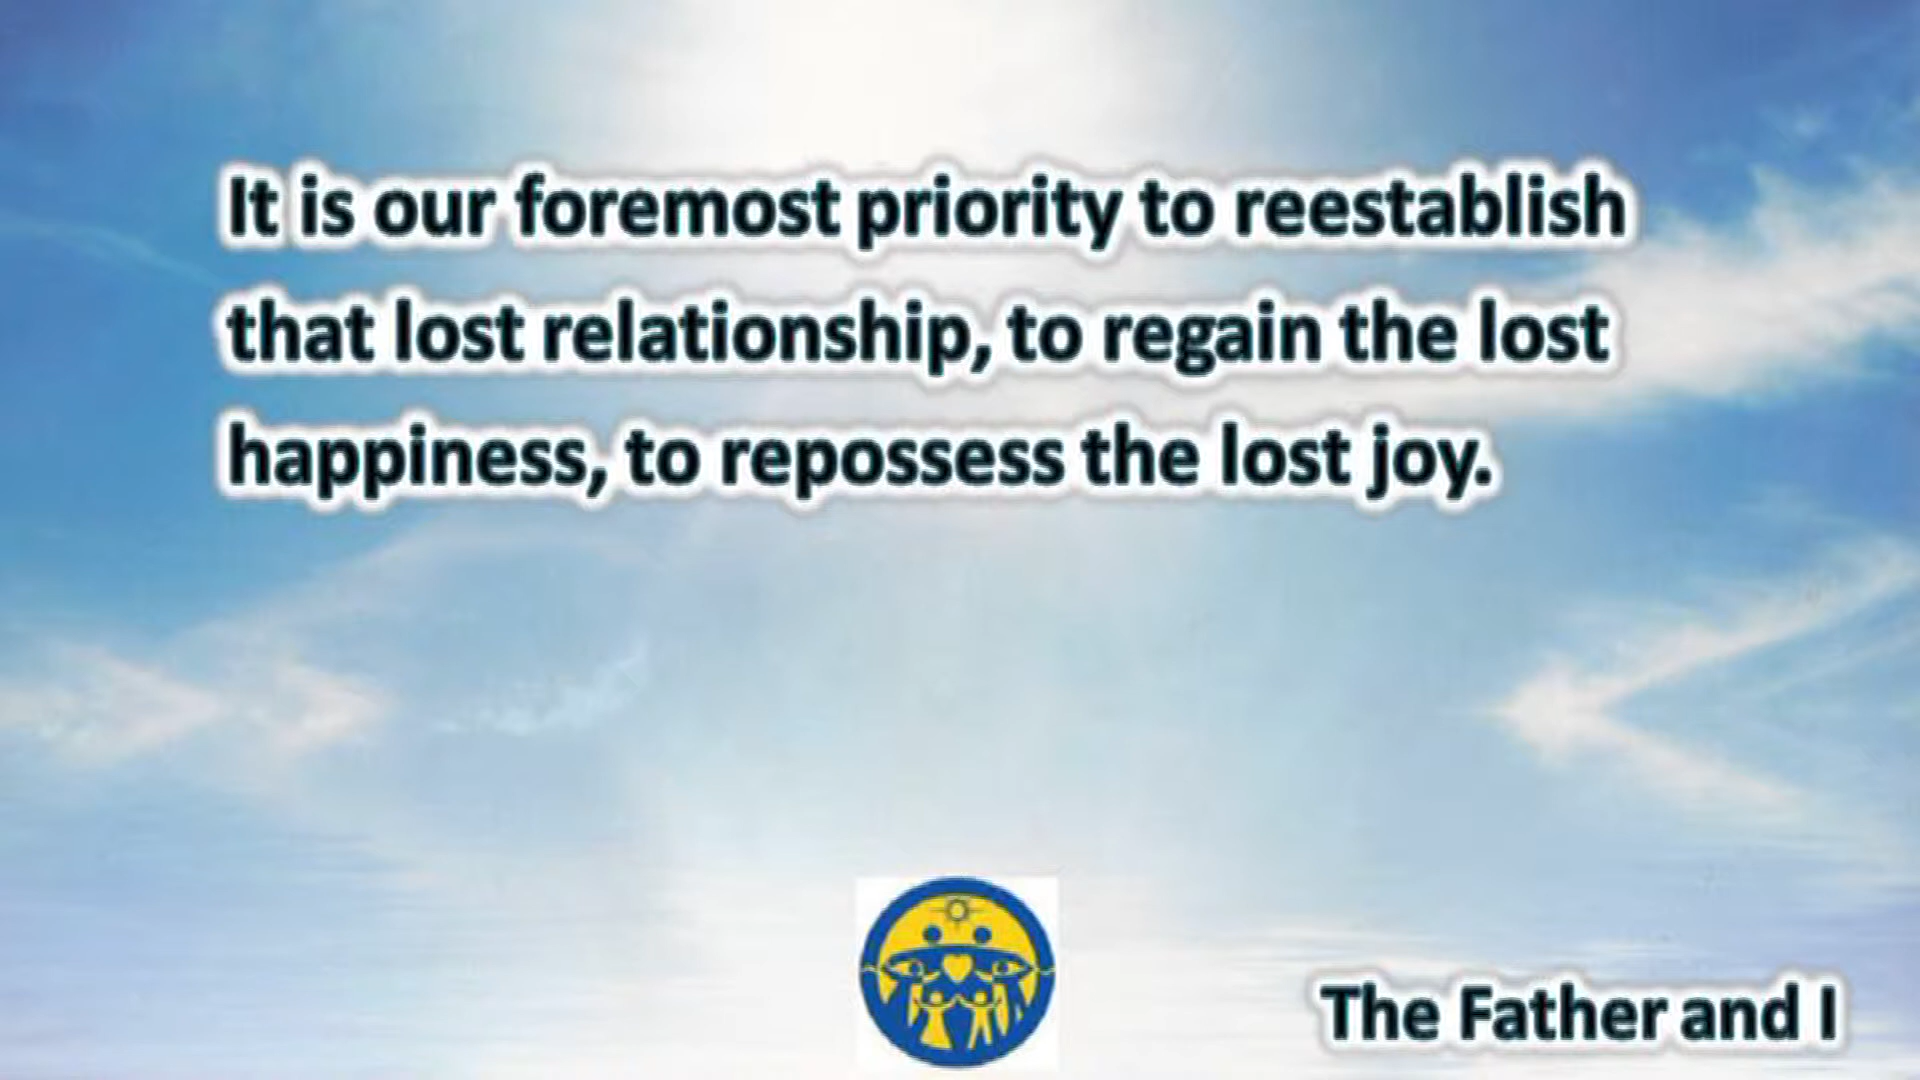 It is our foremost priority to reestablish
that lost relationship, to regain the lost
happiness, to repossess the lost joy.
The Father and I